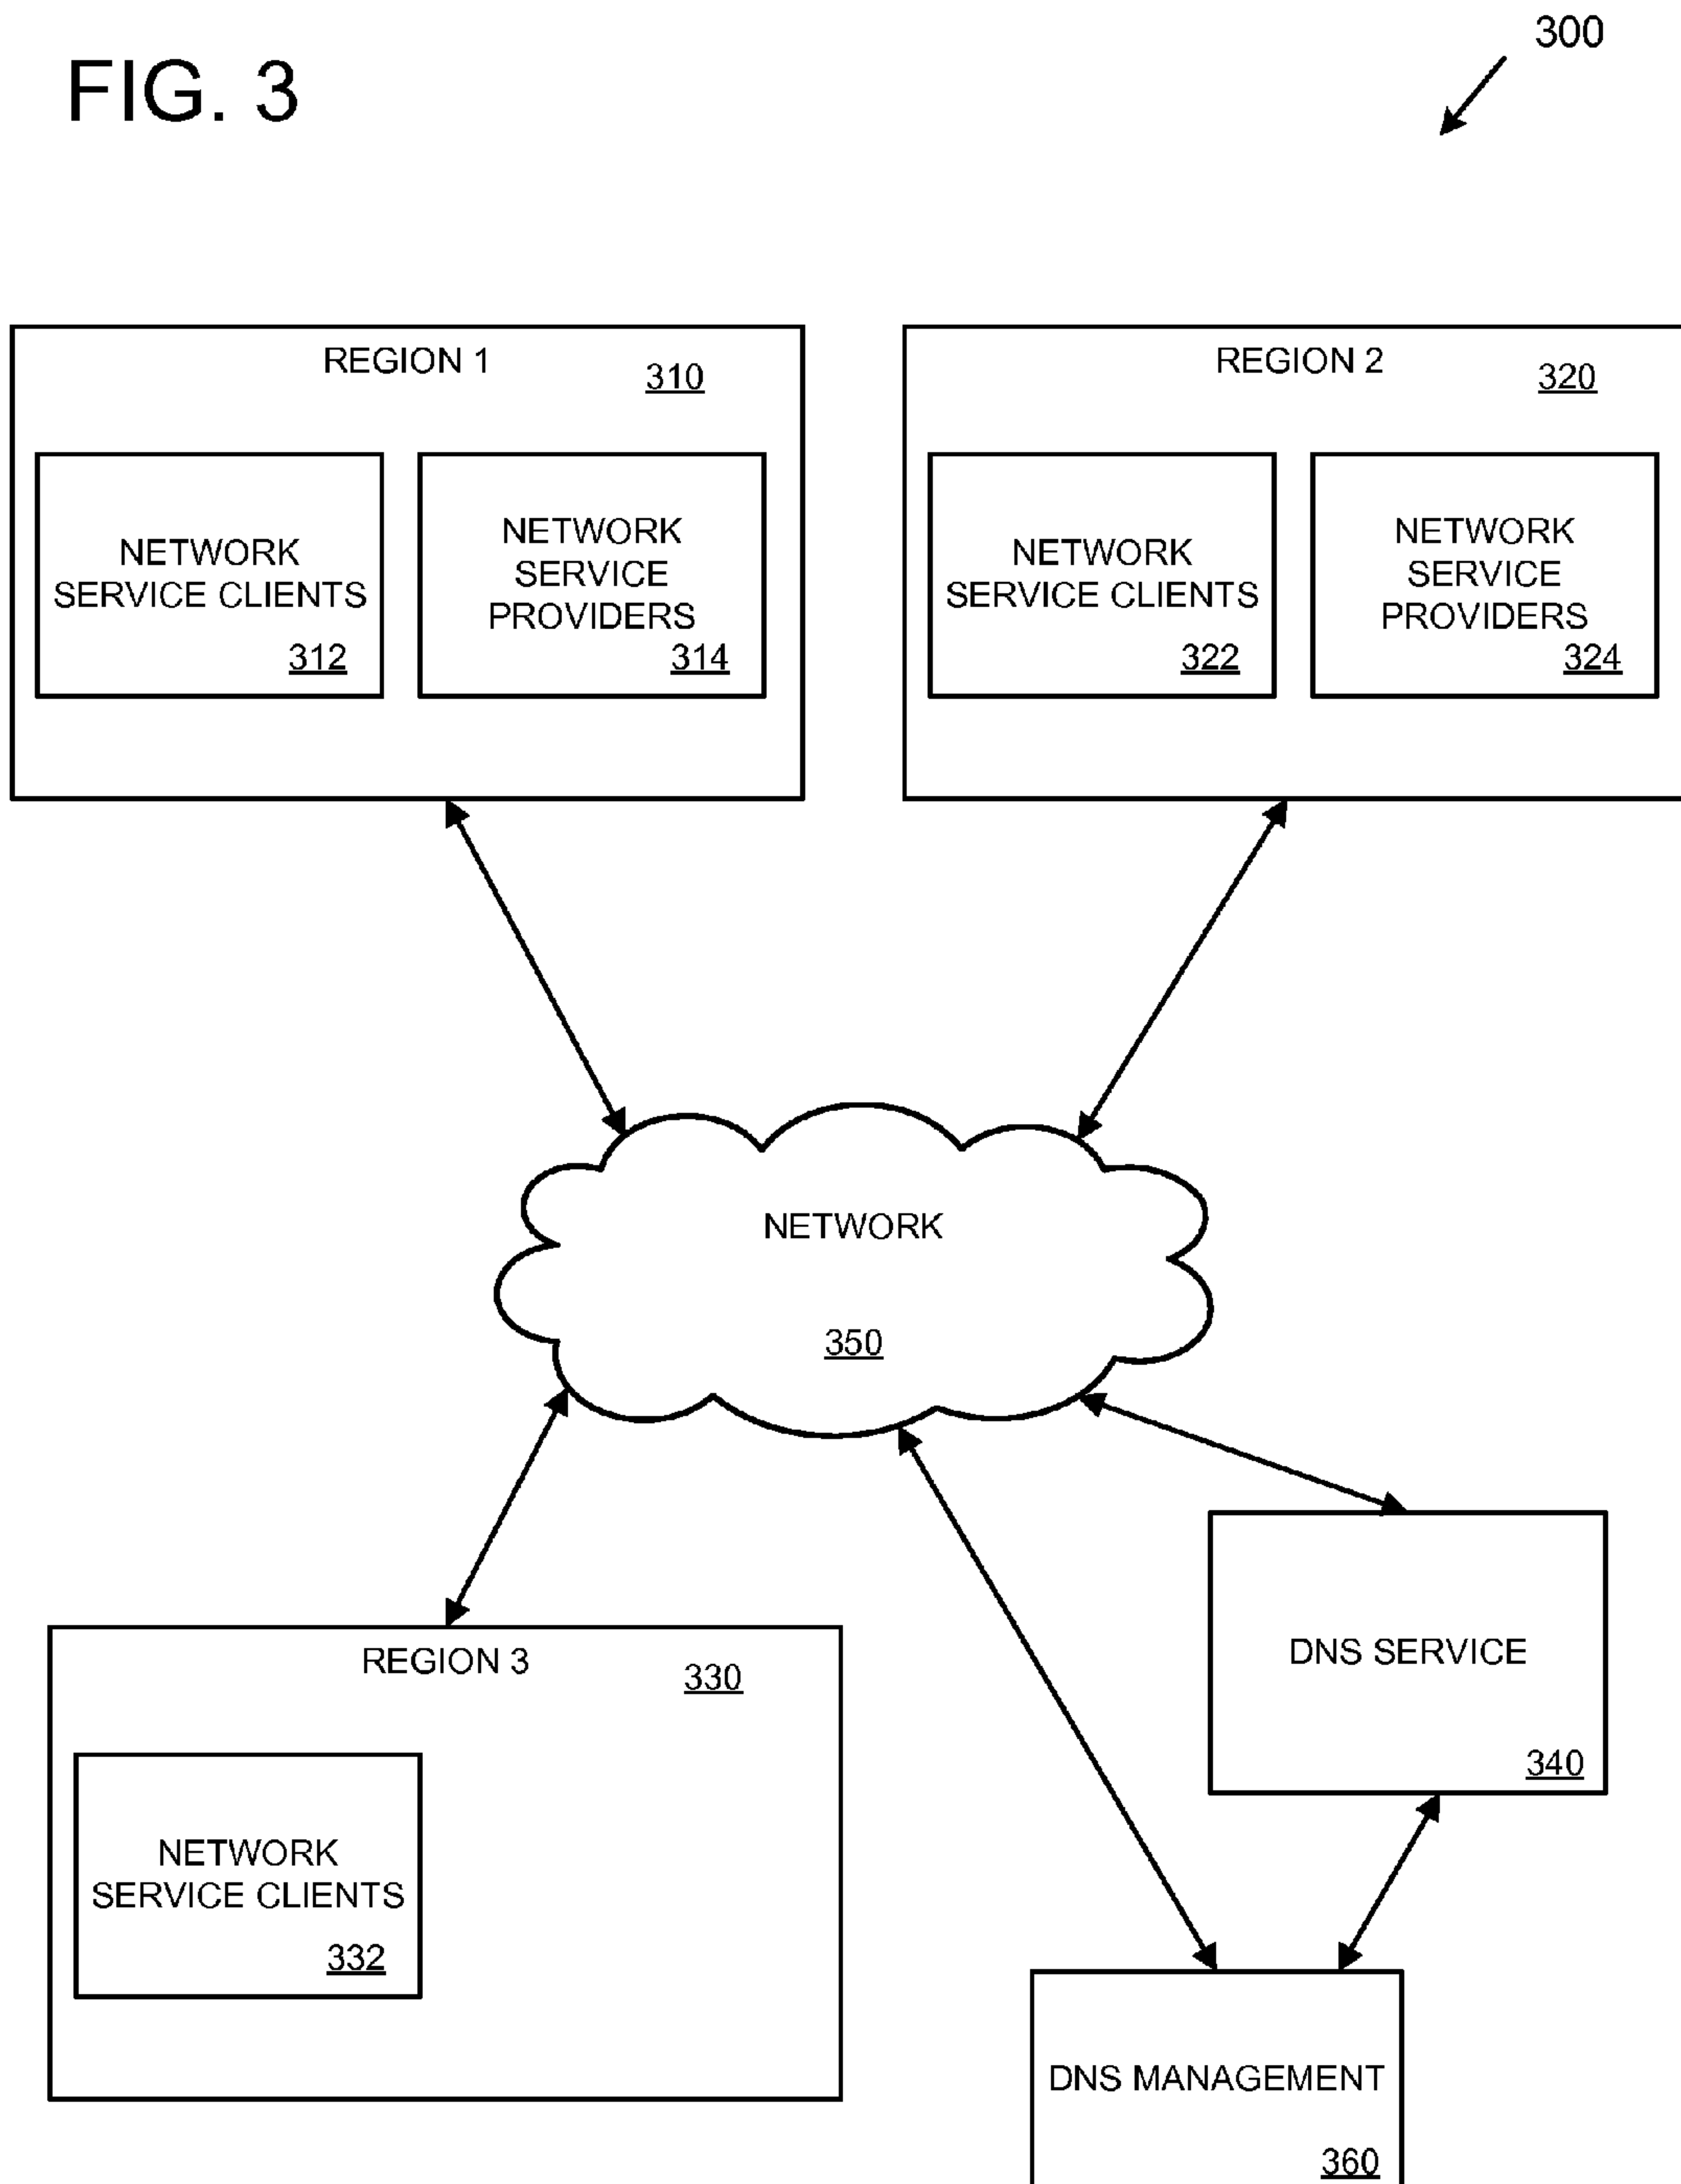 FIG. 3
300
REGION 1
310
NETWORK
SERVICE CLIENTS
312
NETWORK
SERVICE
PROVIDERS
314
REGION 2
320
NETWORK
SERVICE CLIENTS
322
NETWORK
SERVICE
PROVIDERS
324
NETWORK
350
REGION 3
330
NETWORK
SERVICE CLIENTS
332
DNS SERVICE
340
DNS MANAGEMENT
360